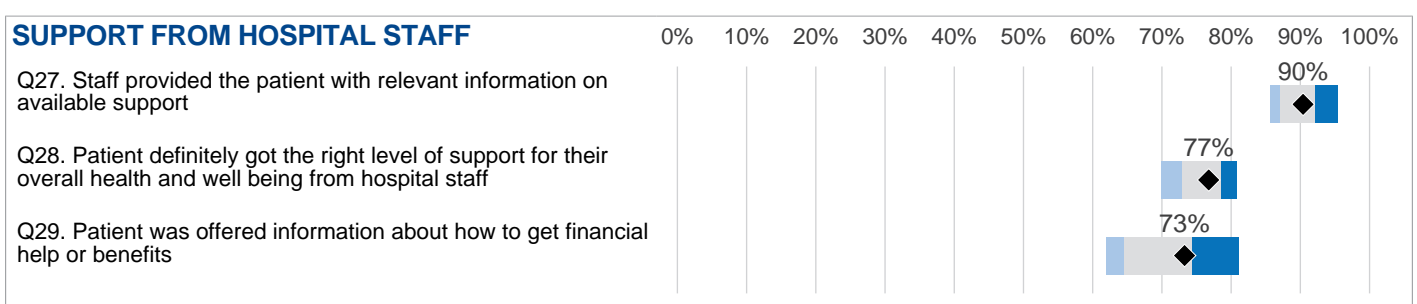 SUPPORT FROM HOSPITAL STAFF 0% 10% 20% 30% 40% 50% 60% 70% 80% 90% 100%
Q27. Staff provided the patient with relevant information on
available support
90%
Q28. Patient definitely got the right level of support for their
overall health and well being from hospital staff
77%
Q29. Patient was offered information about how to get financial
help or benefits
73%